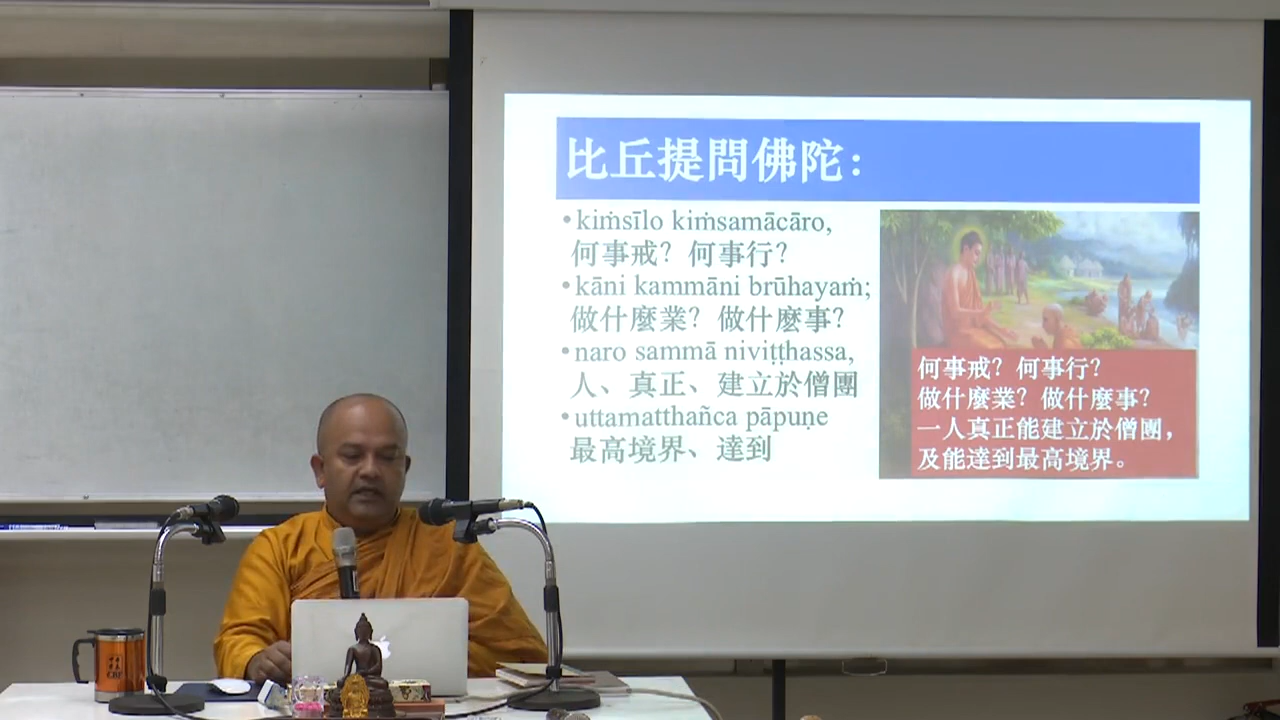 比丘提問佛陀：
•kiṁsīlo kiṁsamācāro,
何事戒？何事行？
•kāni kammāni brūhayaṁ;
做什麼業？做什麼事？
•naro sammā niviṭṭhassa,
人、真正、建立於僧團
•uttamatthañca pāpuṇe
最高境界、達到
何事戒？何事行？
做什麼業？做什麼事？
一人真正能建立於僧團，
及能達到最高境界。